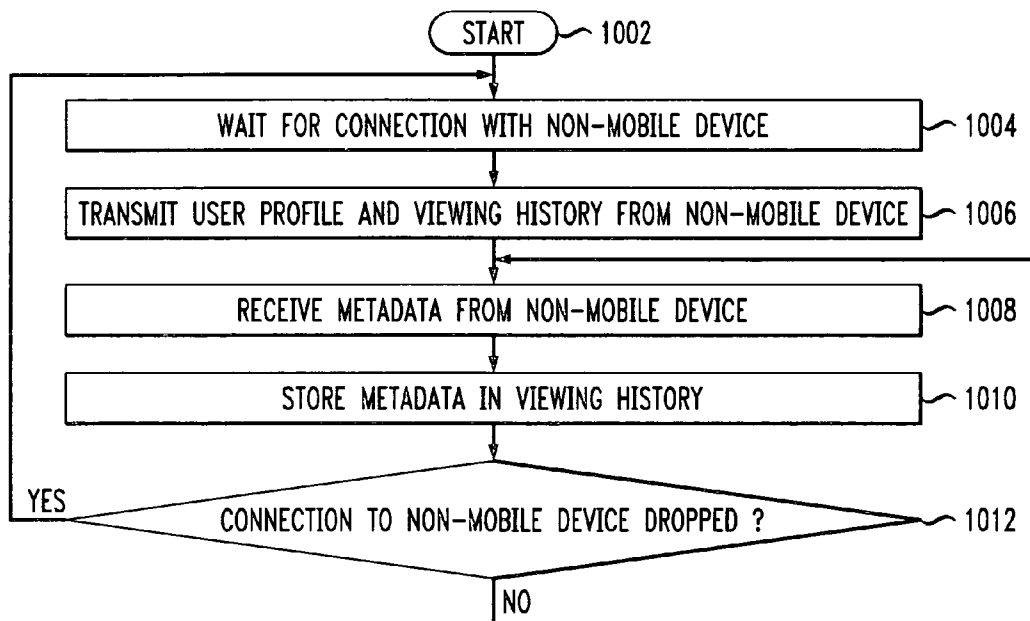 START
1002
WAIT FOR CONNECTION WITH NON-MOBILE DEVICE
1004
TRANSMIT USER PROFILE AND VIEWING HISTORY FROM NON-MOBILE DEVICE
1006
RECEIVE METADATA FROM NON-MOBILE DEVICE
1008
STORE METADATA IN VIEWING HISTORY
1010
YES
CONNECTION TO NON-MOBILE DEVICE DROPPED ?
1012
NO